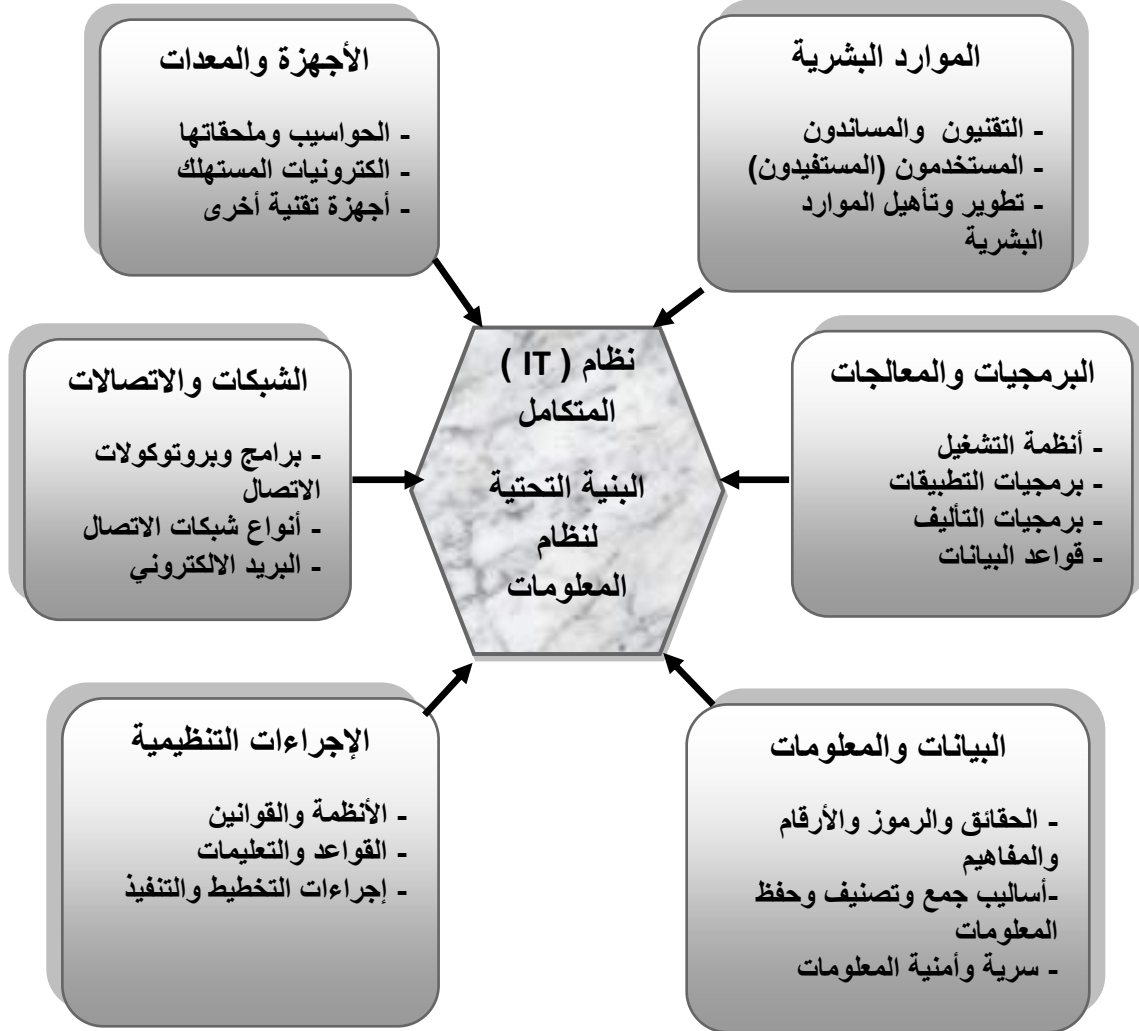 الموارد البشرية
- التقنيون والمساندون
- المستخدمون (المستفيدون)
- تطوير وتأهيل الموارد
البشرية
الأجهزة والمعدات
- الحواسيب وملحقاتها
- الكترونيات المستهلك
- أجهزة تقنية أخرى
البرمجيات والمعالجات
- أنظمة التشغيل
- برمجيات التطبيقات
- برمجيات التأليف
- قواعد البيانات
نظام ( IT )
المتكامل
البنية التحتية
لنظام
المعلومات
الشبكات والاتصالات
- برامج وبروتوكولات
الاتصال
- أنواع شبكات الاتصال
- البريد الالكتروني
البيانات والمعلومات
- الحقائق والرموز والأرقام
والمفاهيم
-أساليب جمع وتصنيف وحفظ
المعلومات
- سرية وأمنية المعلومات
الإجراءات التنظيمية
- الأنظمة والقوانين
- القواعد والتعليمات
- إجراءات التخطيط والتنفيذ